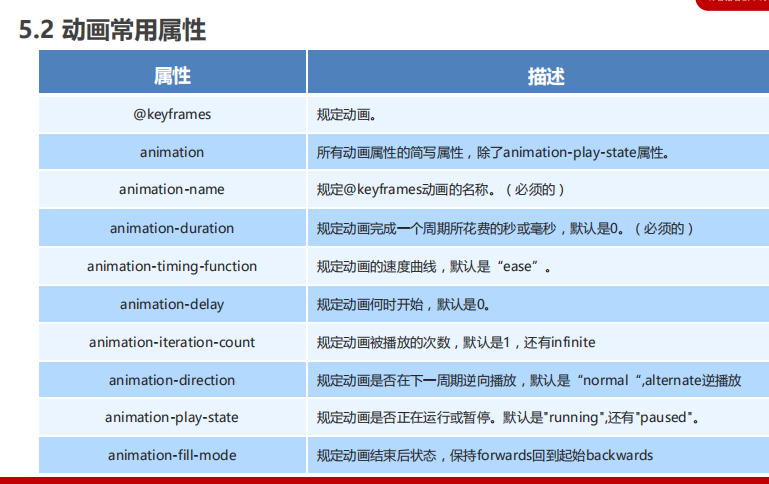 5.2 动画常用属性
属性 描述
@keyframes 规定动画。
animation 所有动画属性的简写属性，除了animation-play-state属性。
animation-name 规定@keyframes动画的名称。（必须的）
animation-duration 规定动画完成一个周期所花费的秒或毫秒，默认是0。（必须的）
animation-timing-function 规定动画的速度曲线，默认是“ease”。
animation-delay 规定动画何时开始，默认是0。
animation-iteration-count 规定动画被播放的次数，默认是1，还有infinite
animation-direction 规定动画是否在下一周期逆向播放，默认是“normal“,alternate逆播放
animation-play-state 规定动画是否正在运行或暂停。默认是"running",还有"paused"。
animation-fill-mode 规定动画结束后状态，保持forwards回到起始backwards